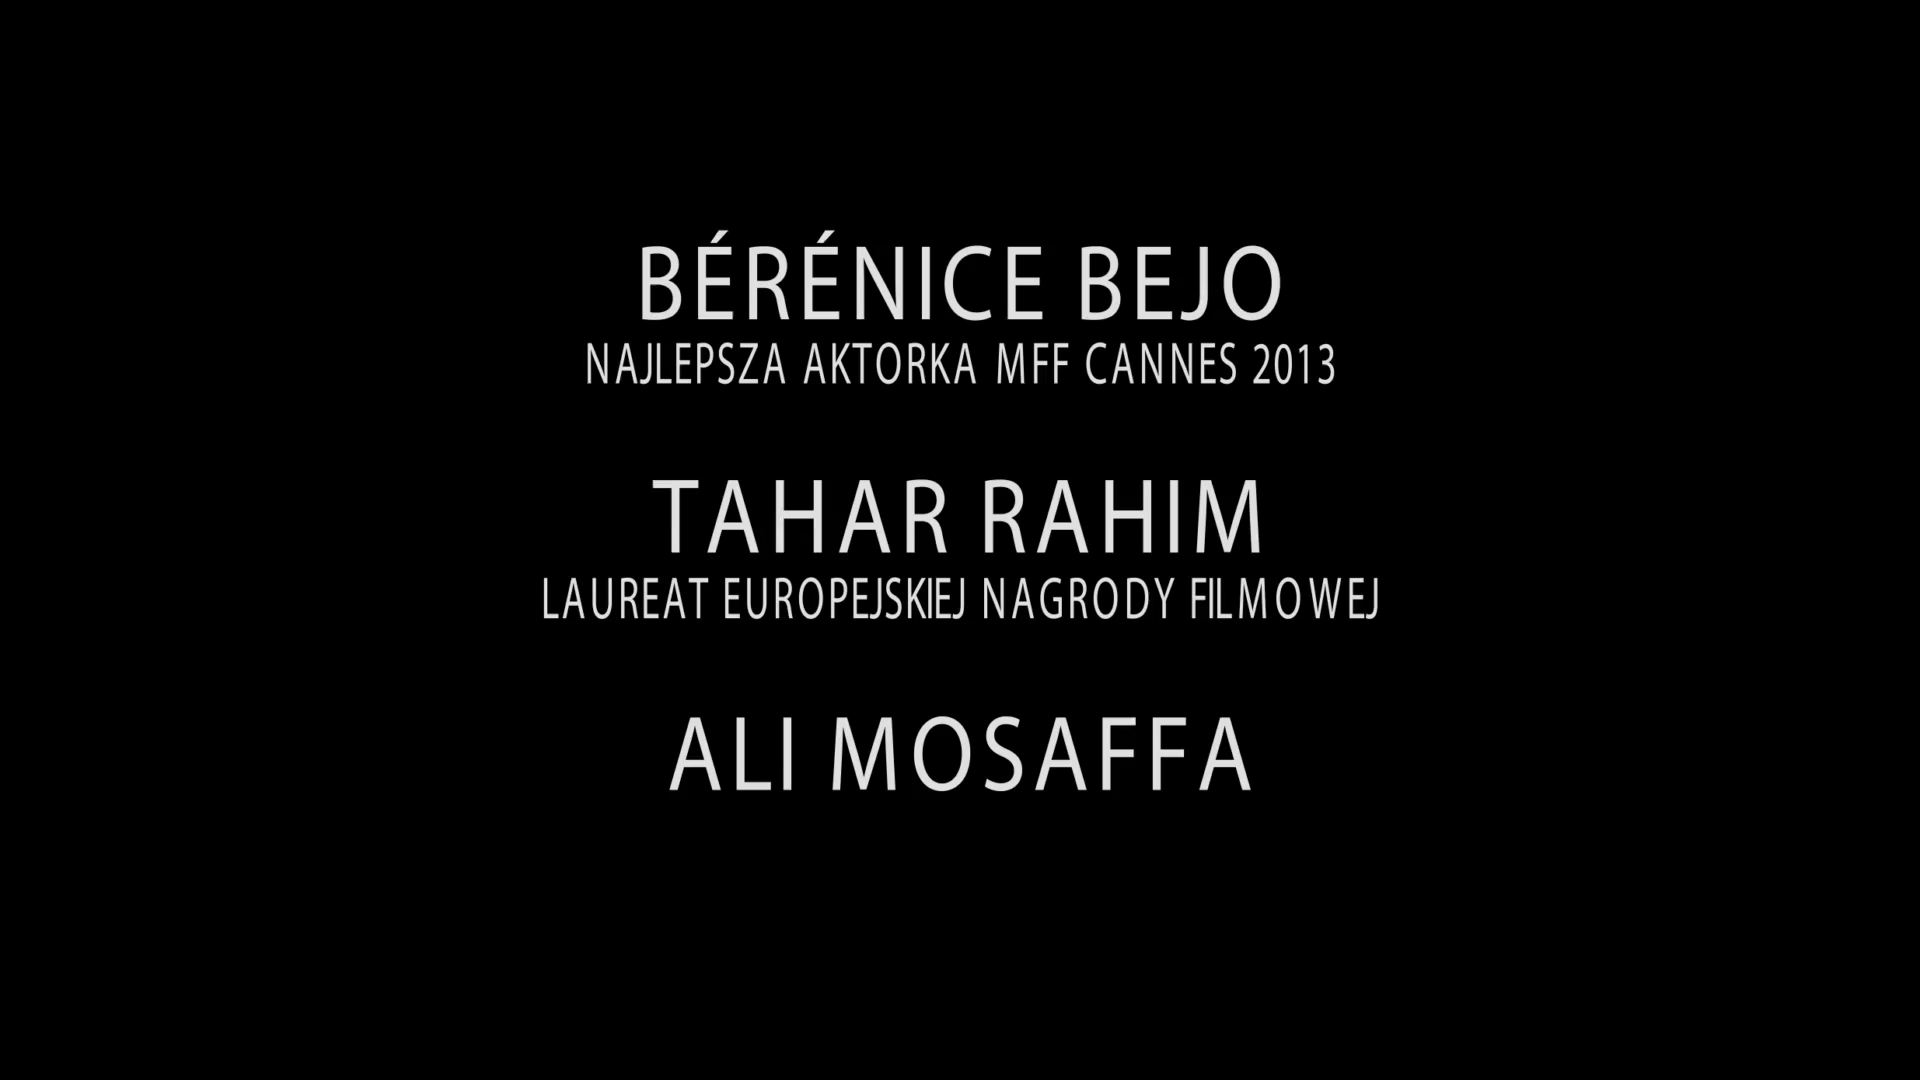 BÉRÉNICE BEJO
NAJLEPSZA AKTORKA MFF CANNES 2013
TAHAR RAHIM
LAUREAT EUROPEJSKIEJ NAGRODY FILMOWEJ
ALI MOSAFFA